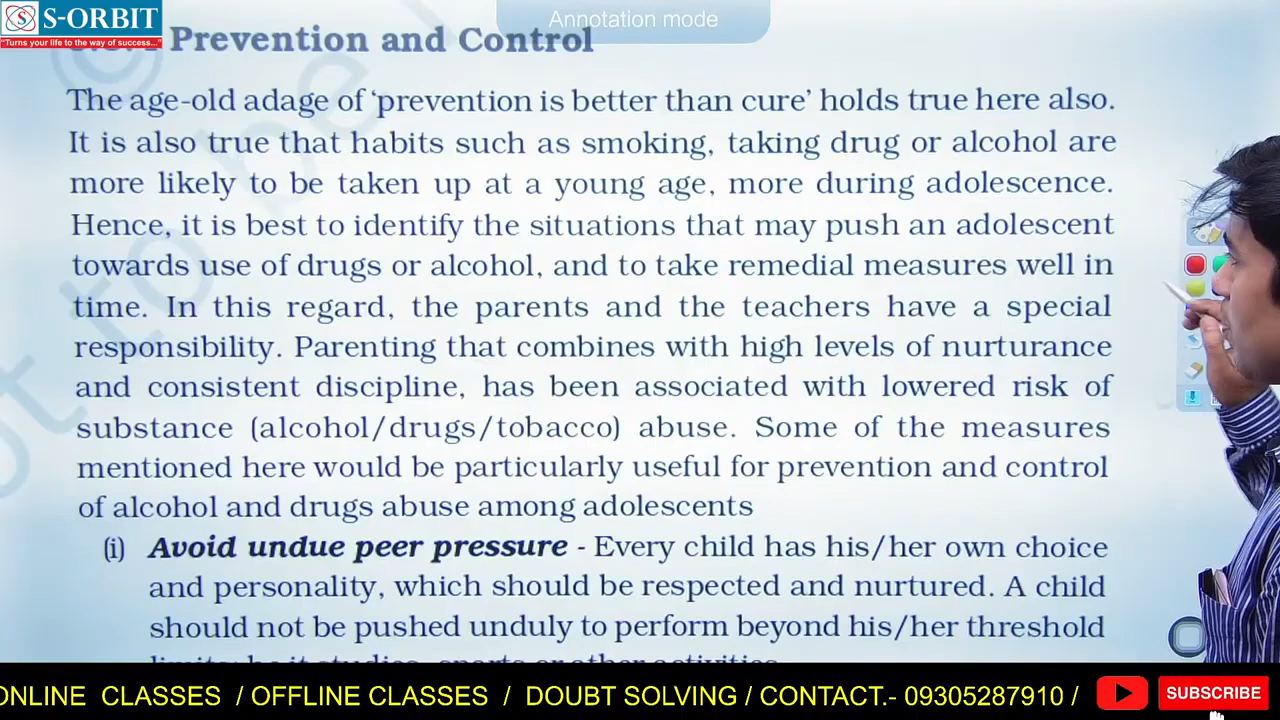 Annotation mode
S-ORBIT
"Turns your life to the way of success..."
Prevention and Control
The age-old adage of ‘prevention is better than cure’ holds true here also.
It is also true that habits such as smoking, taking drug or alcohol are
more likely to be taken up at a young age, more during adolescence.
Hence, it is best to identify the situations that may push an adolescent
towards use of drugs or alcohol, and to take remedial measures well in
time. In this regard, the parents and the teachers have a special
responsibility. Parenting that combines with high levels of nurturance
and consistent discipline, has been associated with lowered risk of
substance (alcohol/drugs/tobacco) abuse. Some of the measures
mentioned here would be particularly useful for prevention and control
of alcohol and drugs abuse among adolescents
(i) Avoid undue peer pressure - Every child has his/her own choice
and personality, which should be respected and nurtured. A child
should not be pushed unduly to perform beyond his/her threshold
limits; be it studies, sports or other activities.
ONLINE CLASSES / OFFLINE CLASSES / DOUBT SOLVING / CONTACT.- 09305287910 /
SUBSCRIBE